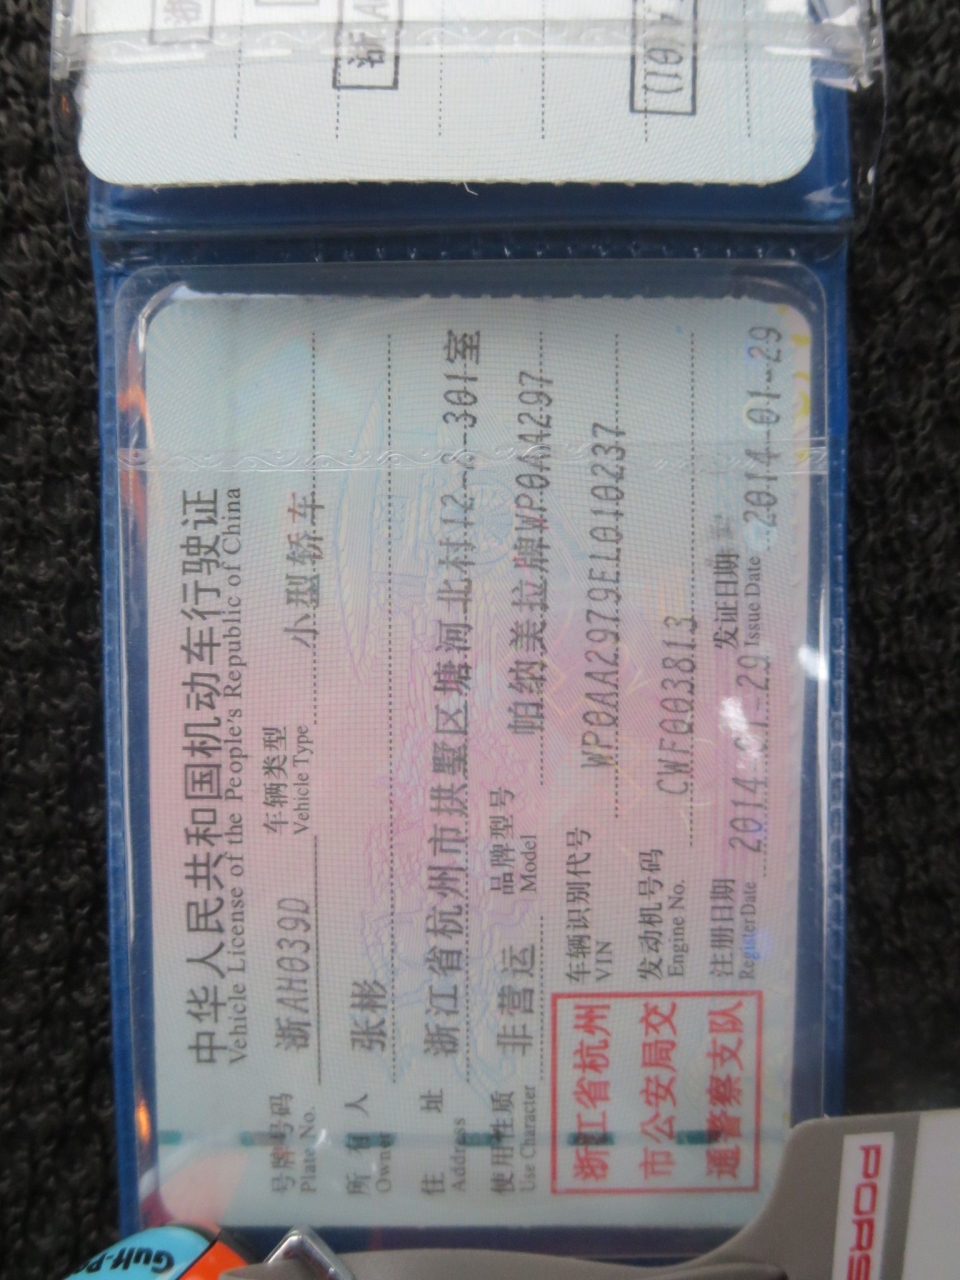 中华人民共和国机动车行驶证
Vehicle License of the People's Republic of China
号牌号码 浙AH039D 车辆类型 小型轿车
Plate No. Vehicle Type
所有人 张彬
Owner
住址 浙江省杭州市拱墅区塘河北村12-2-301室
Address
使用性质 非营运 品牌型号 帕纳美拉牌WP0AA297
Use Character Model
浙江省杭州
市公安局交
通警察支队
车辆识别代号 WP0AA2979EL010237
VIN
发动机号码 CWF003813
Engine No.
注册日期 2014-01-29 发证日期 2014-01-29
Register Date Issue Date
浙
PORS
Gulf-P